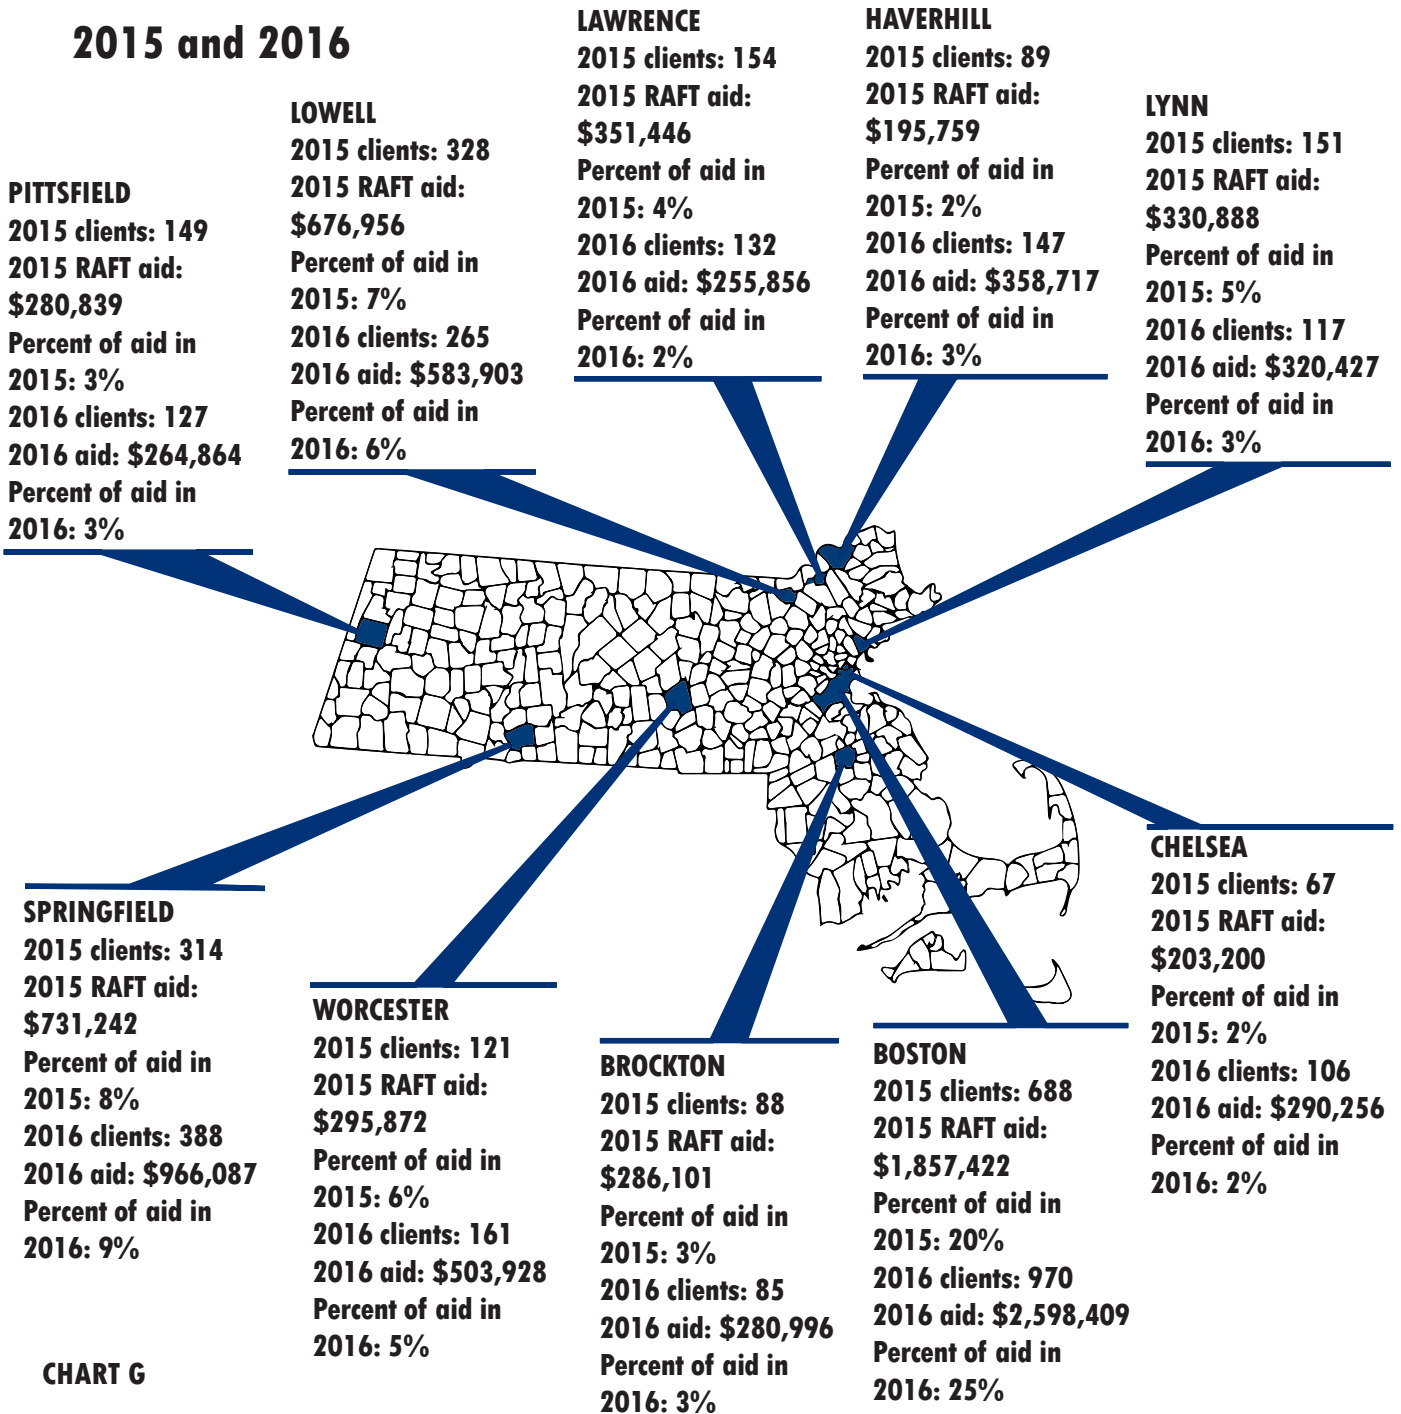 2015 and 2016
PITTSFIELD
2015 clients: 149
2015 RAFT aid:
$280,839
Percent of aid in
2015: 3%
2016 clients: 127
2016 aid: $264,864
Percent of aid in
2016: 3%
LOWELL
2015 clients: 328
2015 RAFT aid:
$676,956
Percent of aid in
2015: 7%
2016 clients: 265
2016 aid: $583,903
Percent of aid in
2016: 6%
LAWRENCE
2015 clients: 154
2015 RAFT aid:
$351,446
Percent of aid in
2015: 4%
2016 clients: 132
2016 aid: $255,856
Percent of aid in
2016: 2%
HAVERHILL
2015 clients: 89
2015 RAFT aid:
$195,759
Percent of aid in
2015: 2%
2016 clients: 147
2016 aid: $358,717
Percent of aid in
2016: 3%
LYNN
2015 clients: 151
2015 RAFT aid:
$330,888
Percent of aid in
2015: 5%
2016 clients: 117
2016 aid: $320,427
Percent of aid in
2016: 3%
SPRINGFIELD
2015 clients: 314
2015 RAFT aid:
$731,242
Percent of aid in
2015: 8%
2016 clients: 388
2016 aid: $966,087
Percent of aid in
2016: 9%
WORCESTER
2015 clients: 121
2015 RAFT aid:
$295,872
Percent of aid in
2015: 6%
2016 clients: 161
2016 aid: $503,928
Percent of aid in
2016: 5%
BROCKTON
2015 clients: 88
2015 RAFT aid:
$286,101
Percent of aid in
2015: 3%
2016 clients: 85
2016 aid: $280,996
Percent of aid in
2016: 3%
BOSTON
2015 clients: 688
2015 RAFT aid:
$1,857,422
Percent of aid in
2015: 20%
2016 clients: 970
2016 aid: $2,598,409
Percent of aid in
2016: 25%
CHELSEA
2015 clients: 67
2015 RAFT aid:
$203,200
Percent of aid in
2015: 2%
2016 clients: 106
2016 aid: $290,256
Percent of aid in
2016: 2%
CHART G